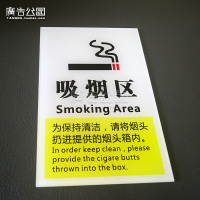 廣告公園
吸烟区
Smoking Area
为保持清洁，请将烟头
扔进提供的烟头箱内。
In order keep clean , please
provide the cigare butts
thrown into the box.